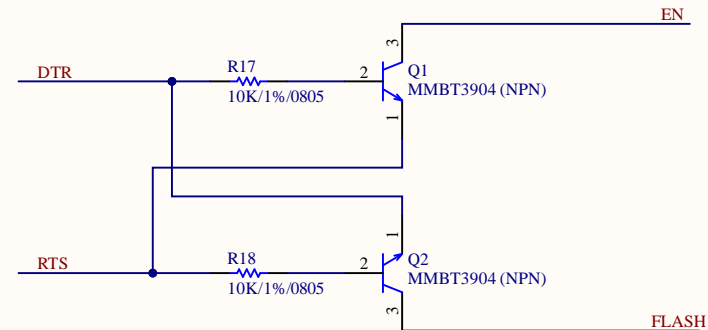 EN
3
R17
DTR
2
Q1
10K/1%/0805
MMBT3904 (NPN)
1
1
R18
RTS
2
Q2
10K/1%/0805
MMBT3904 (NPN)
3
FLASH